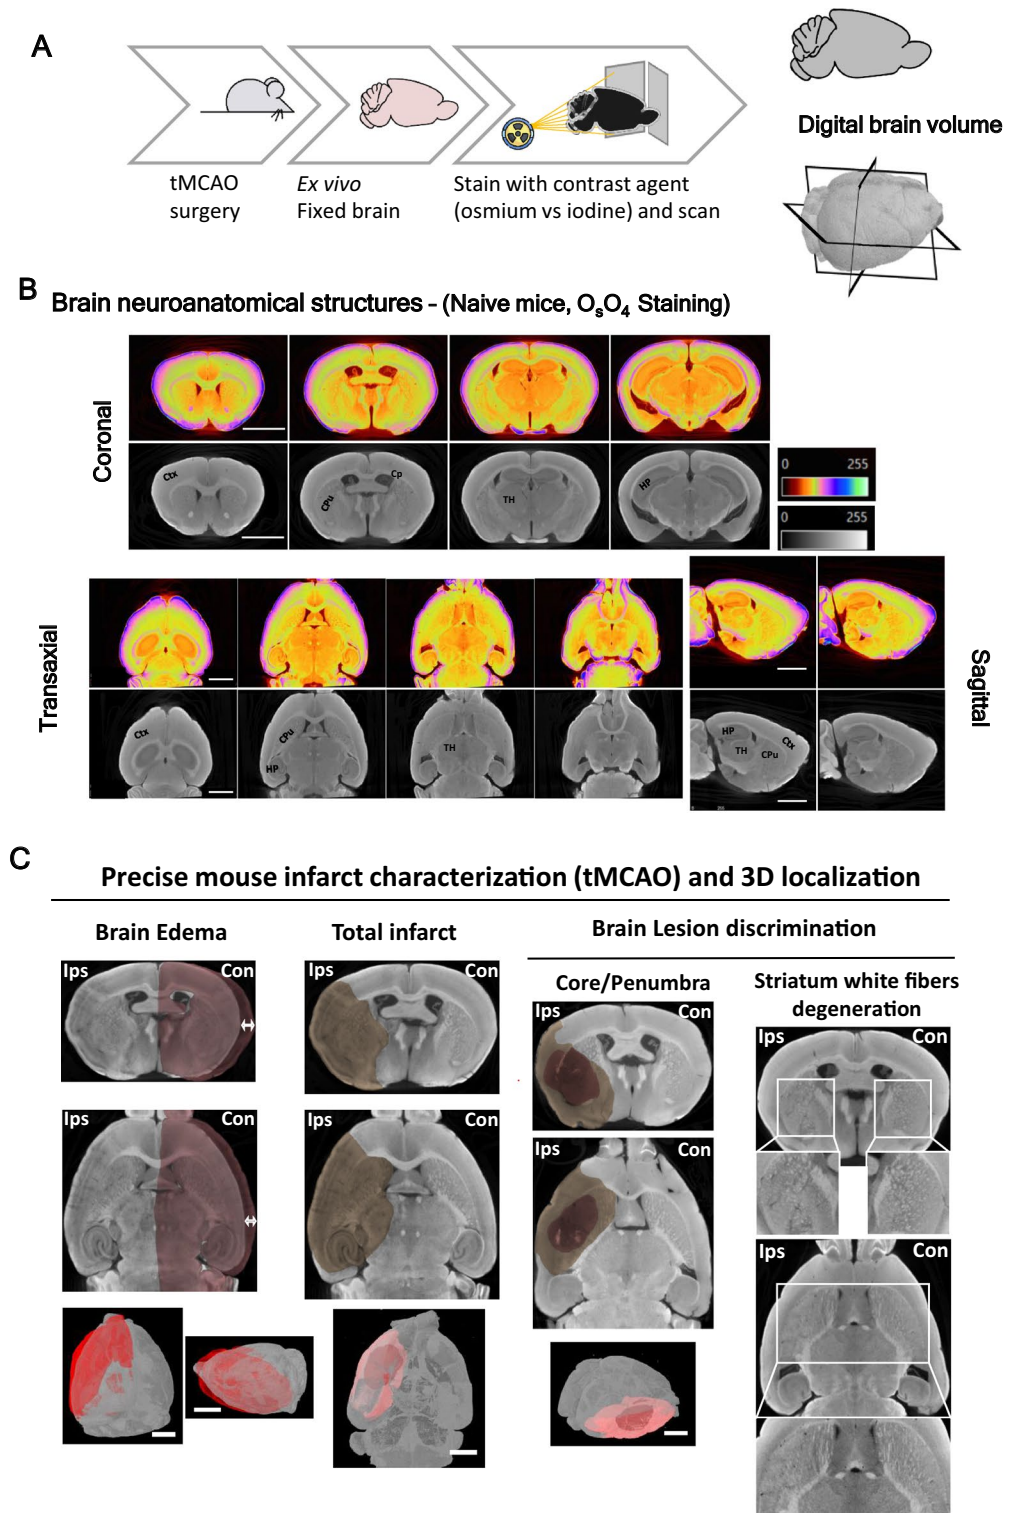 A
tMCAO
surgery
Ex vivo
Fixed brain
Stain with contrast agent
(osmium vs iodine) and scan
Digital brain volume
B
Brain neuroanatomical structures - (Naive mice, OsO4 Staining)
Coronal
Ctx
CPu
Cp
TH
HP
0 255
0 255
Transaxial
Ctx
CPu
HP
TH
HP
TH
CPu
Ctx
Sagittal
C
Precise mouse infarct characterization (tMCAO) and 3D localization
Brain Edema
Total infarct
Brain Lesion discrimination
Core/Penumbra
Striatum white fibers
degeneration
Ips Con
Ips Con
Ips Con
Ips Con
Ips Con
Ips Con
Ips Con
Ips Con